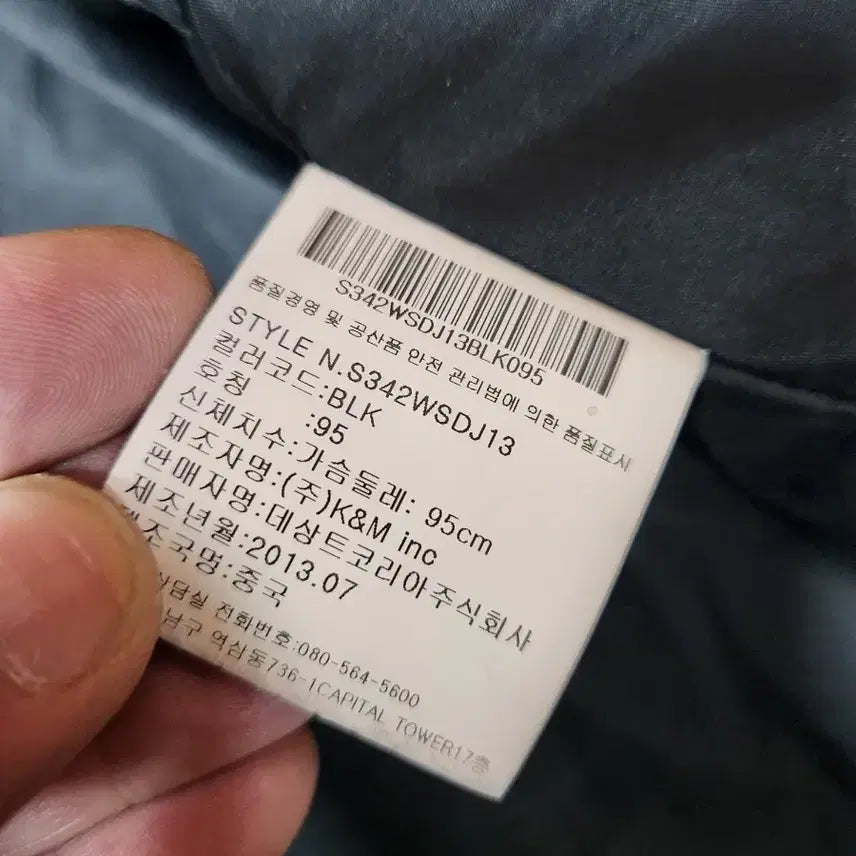 S342WSDJ13BLK095
품질경영 및 공산품 안전 관리법에 의한 품질표시
STYLE N.S342WSDJ13
컬러코드:BLK
호칭 :95
신체치수:가슴둘레: 95cm
제조자명:(주)K&M inc
판매자명:데상트코리아주식회사
제조년월:2013.07
제조국명:중국
상담실 전화번호:080-564-5600
남구 역삼동736-1CAPITAL TOWER17층